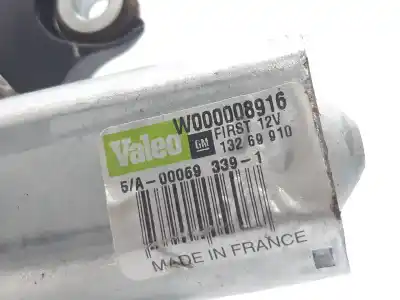 W000008916
Valeo GM FIRST 12V
132 69 910
5/A-00069 339-1
MADE IN FRANCE